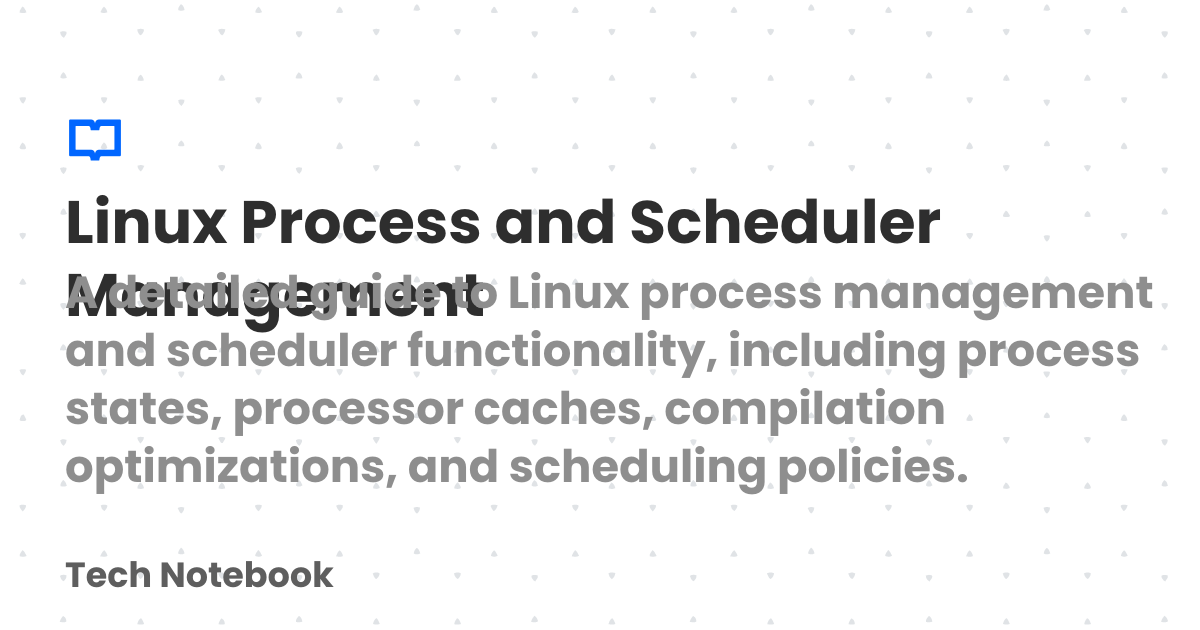 Linux Process and Scheduler
Management
A detailed guide to Linux process management
and scheduler functionality, including process
states, processor caches, compilation
optimizations, and scheduling policies.
Tech Notebook